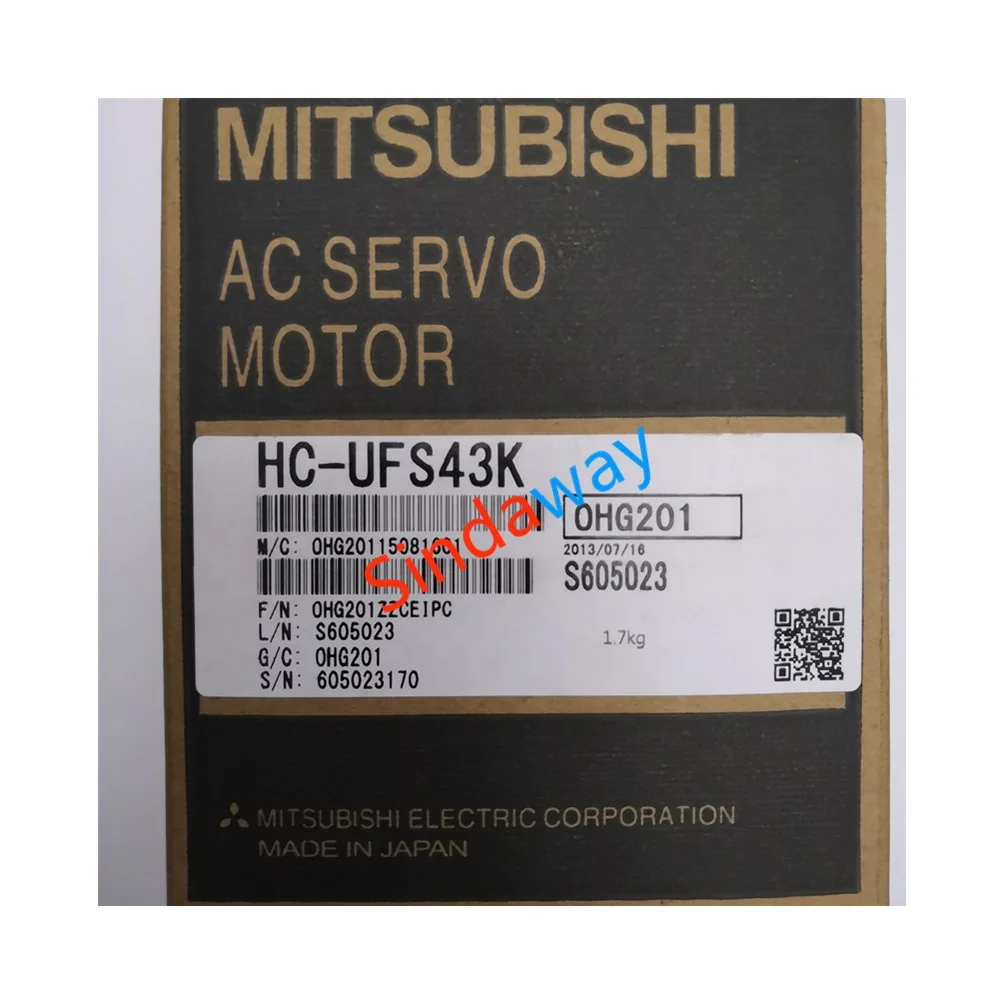 MITSUBISHI
AC SERVO
MOTOR
HC-UFS43K
OHG201
2013/07/16
S605023
M/C:
F/N: OHG201Z2CEIPC
L/N: S605023
1.7kg
G/C: OHG201
S/N: 605023170
Sindaway
MITSUBISHI ELECTRIC CORPORATION
MADE IN JAPAN